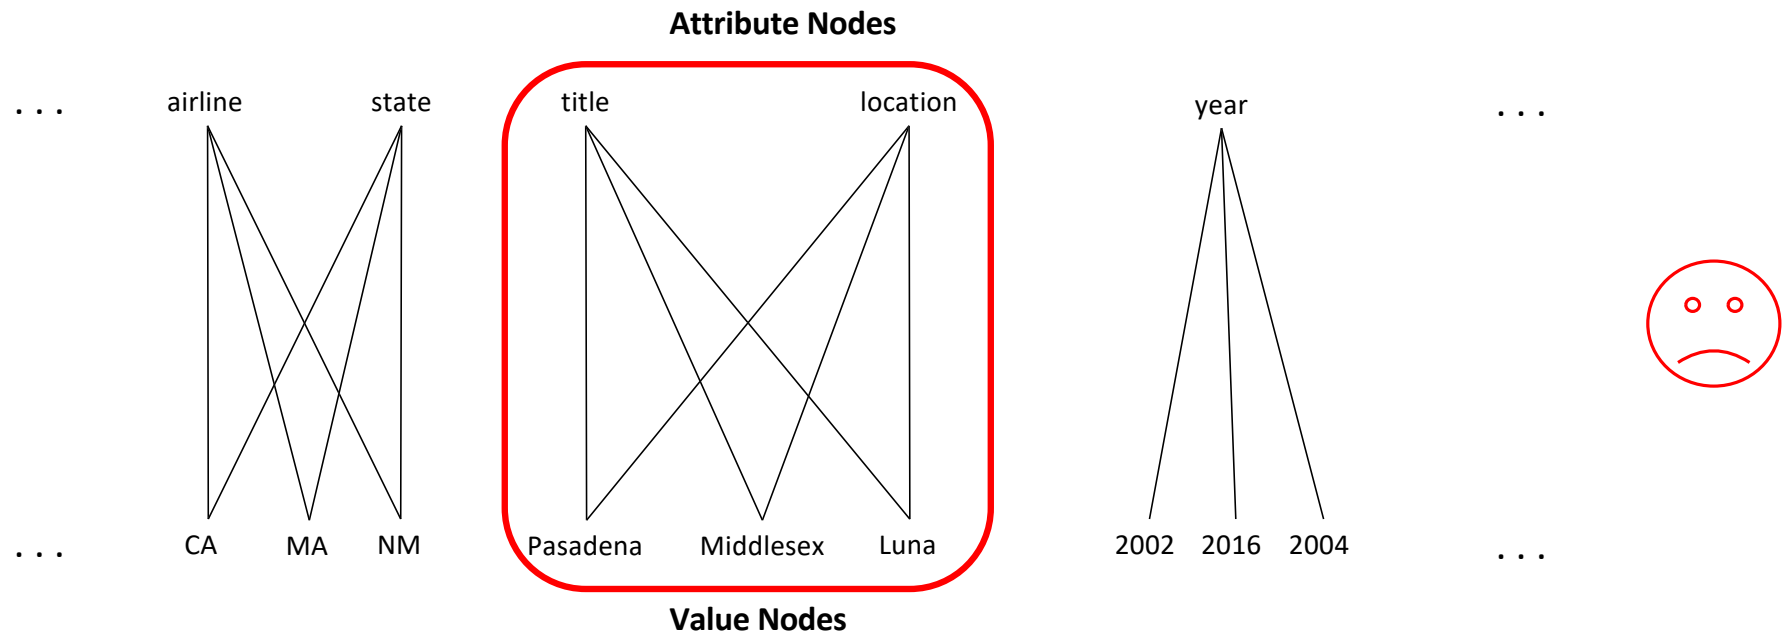 Attribute Nodes
. . . airline state title location year . . .
. . . CA MA NM Pasadena Middlesex Luna 2002 2016 2004 . . .
Value Nodes